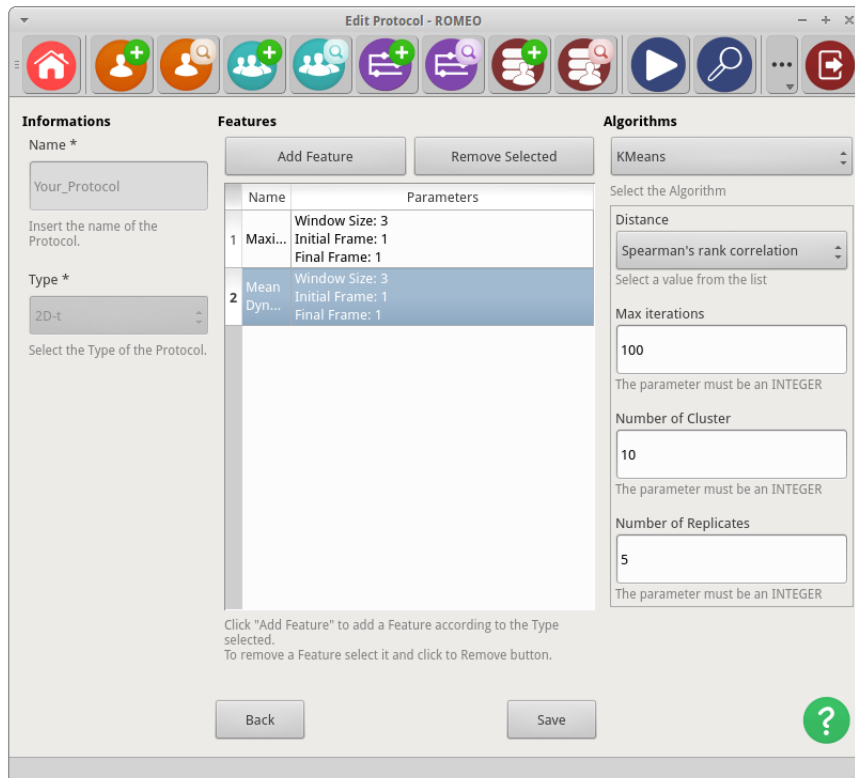 Edit Protocol - ROMEO
Informations
Name *
Your_Protocol
Insert the name of the
Protocol.
Type *
2D-t
Select the Type of the Protocol.
Features
Add Feature
Remove Selected
Name Parameters
1 Maxi...
Window Size: 3
Initial Frame: 1
Final Frame: 1
2 Mean
Dyn...
Window Size: 3
Initial Frame: 1
Final Frame: 1
Click "Add Feature" to add a Feature according to the Type
selected.
To remove a Feature select it and click to Remove button.
Algorithms
KMeans
Select the Algorithm
Distance
Spearman's rank correlation
Select a value from the list
Max iterations
100
The parameter must be an INTEGER
Number of Cluster
10
The parameter must be an INTEGER
Number of Replicates
5
The parameter must be an INTEGER
Back
Save
?